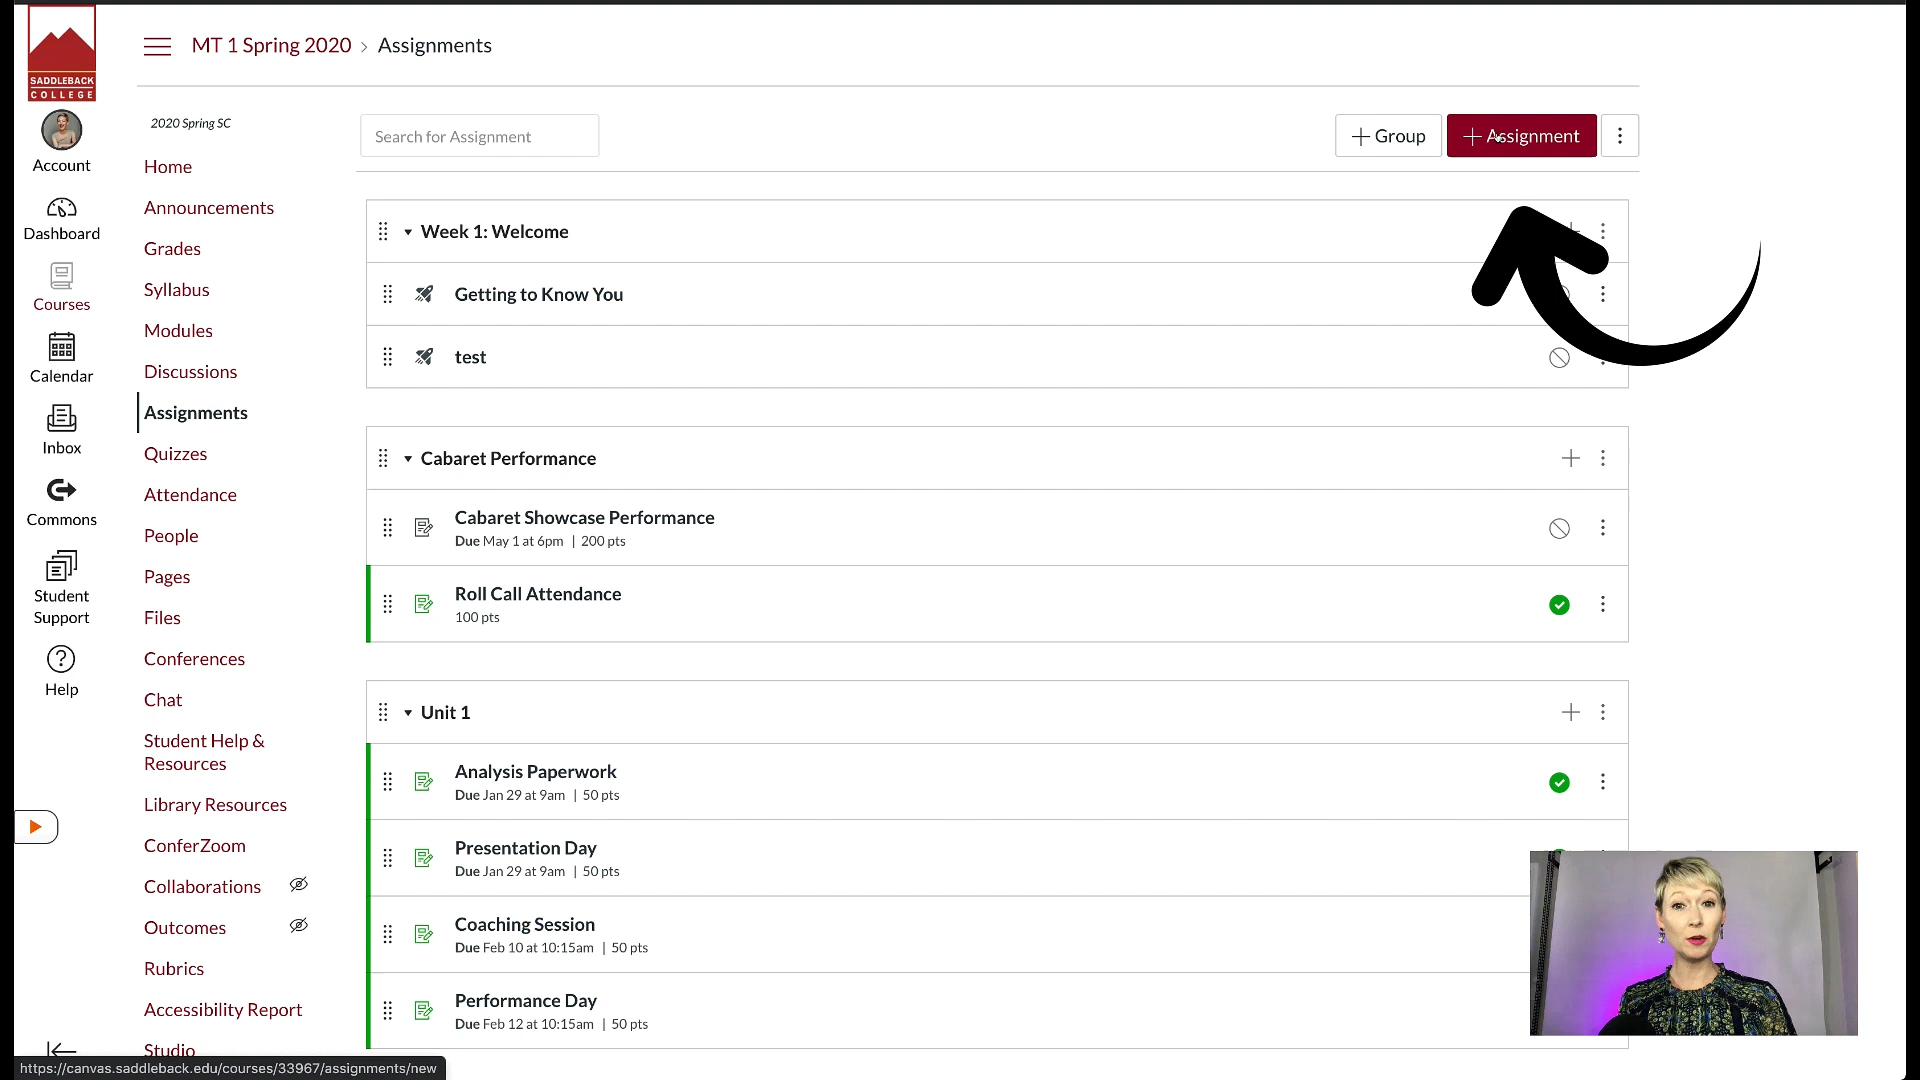 SADDLEBACK
COLLEGE
Account
Dashboard
Courses
Calendar
Inbox
Commons
Student
Support
Help
MT 1 Spring 2020 › Assignments
2020 Spring SC
Home
Announcements
Grades
Syllabus
Modules
Discussions
Assignments
Quizzes
Attendance
People
Pages
Files
Conferences
Chat
Student Help &
Resources
Library Resources
ConferZoom
Collaborations
Outcomes
Rubrics
Accessibility Report
Studio
Search for Assignment
+ Group
+ Assignment
Week 1: Welcome
Getting to Know You
test
Cabaret Performance
Cabaret Showcase Performance
Due May 1 at 6pm | 200 pts
Roll Call Attendance
100 pts
Unit 1
Analysis Paperwork
Due Jan 29 at 9am | 50 pts
Presentation Day
Due Jan 29 at 9am | 50 pts
Coaching Session
Due Feb 10 at 10:15am | 50 pts
Performance Day
Due Feb 12 at 10:15am | 50 pts
https://canvas.saddleback.edu/courses/33967/assignments/new